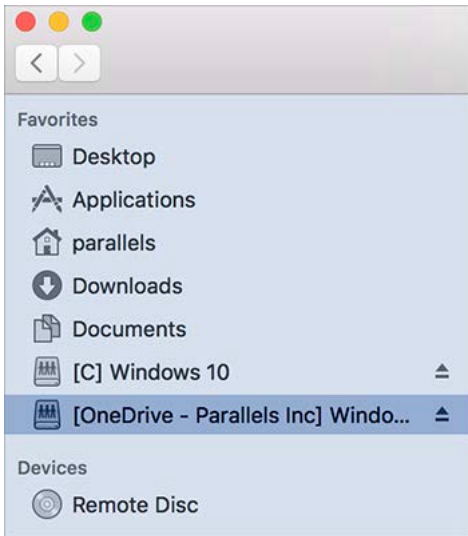 Favorites
Desktop
Applications
parallels
Downloads
Documents
[C] Windows 10
[OneDrive - Parallels Inc] Windo...
Devices
Remote Disc